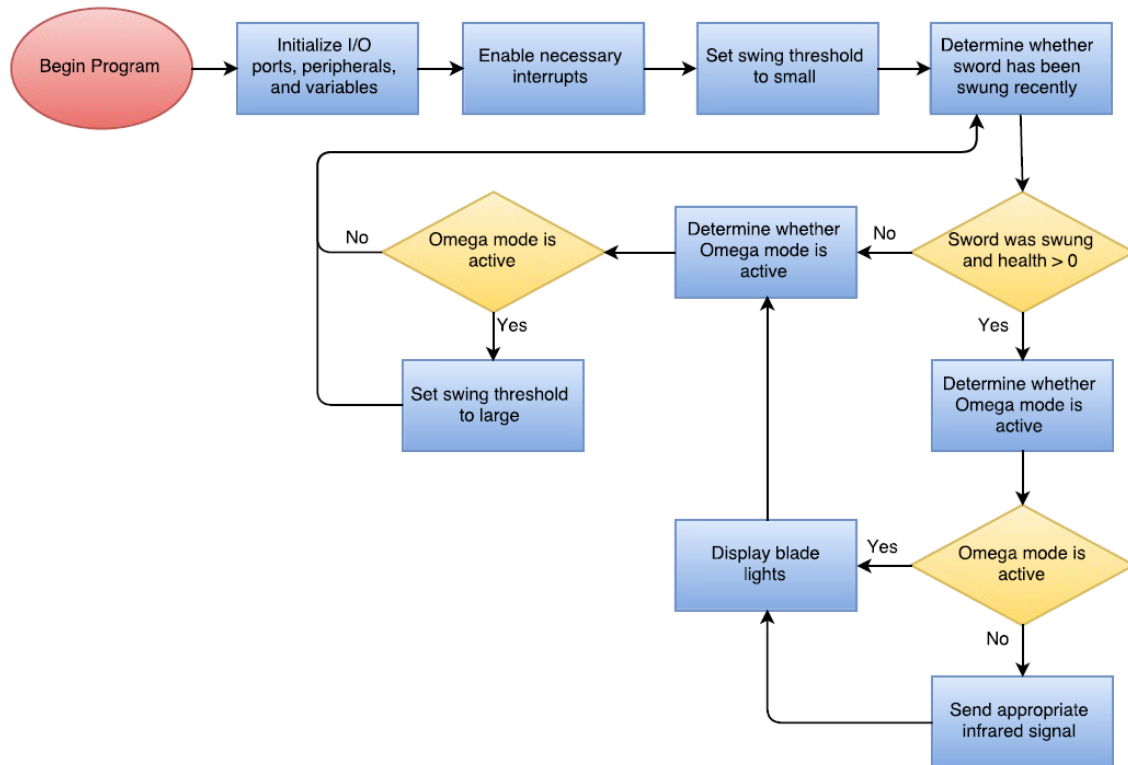 Begin Program
Initialize I/O
ports, peripherals,
and variables
Enable necessary
interrupts
Set swing threshold
to small
Determine whether
sword has been
swung recently
Sword was swung
and health > 0
No
Yes
Determine whether
Omega mode is
active
Omega mode is
active
No
Yes
Set swing threshold
to large
Determine whether
Omega mode is
active
Omega mode is
active
Yes
No
Display blade
lights
Send appropriate
infrared signal